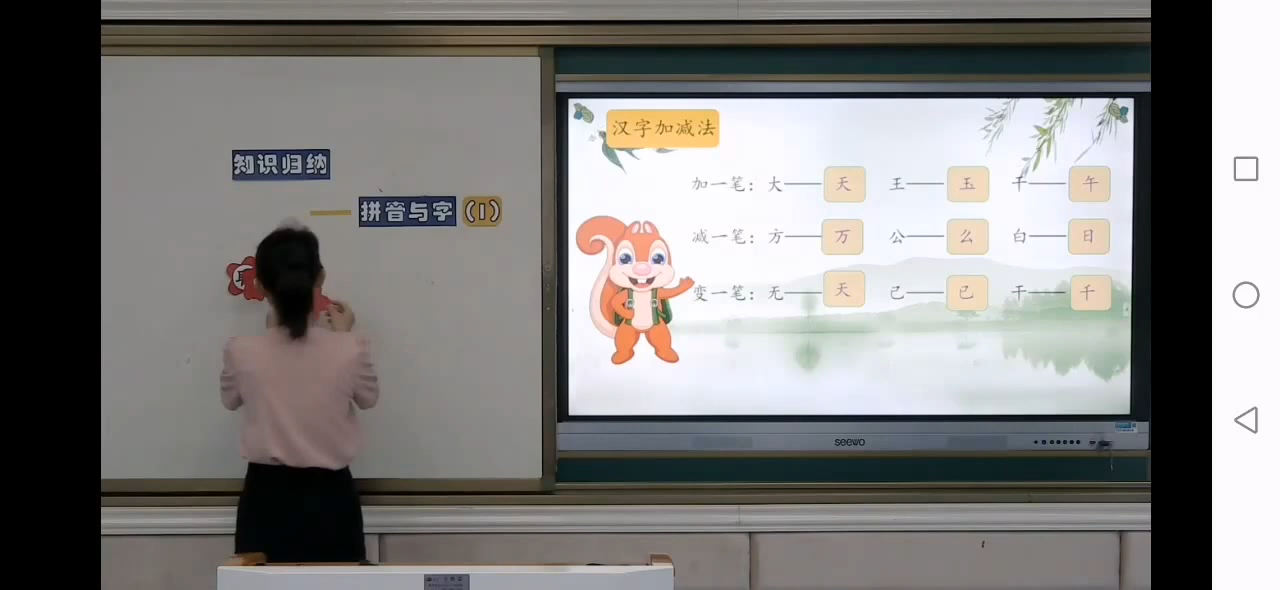 知识归纳
拼音与字(1)
汉字加减法
加一笔：大——天 王——玉 干——午
减一笔：方——万 公——么 白——日
变一笔：无——天 己——已 干——千
seewo